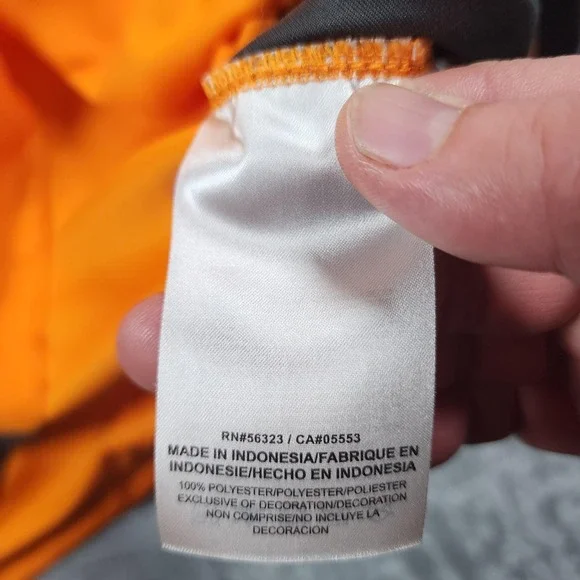 RN#56323 / CA#05553
MADE IN INDONESIA/FABRIQUE EN
INDONESIE/HECHO EN INDONESIA
100% POLYESTER/POLYESTER/POLIESTER
EXCLUSIVE OF DECORATION/DECORATION
NON COMPRISE/NO INCLUYE LA
DECORACIÓN